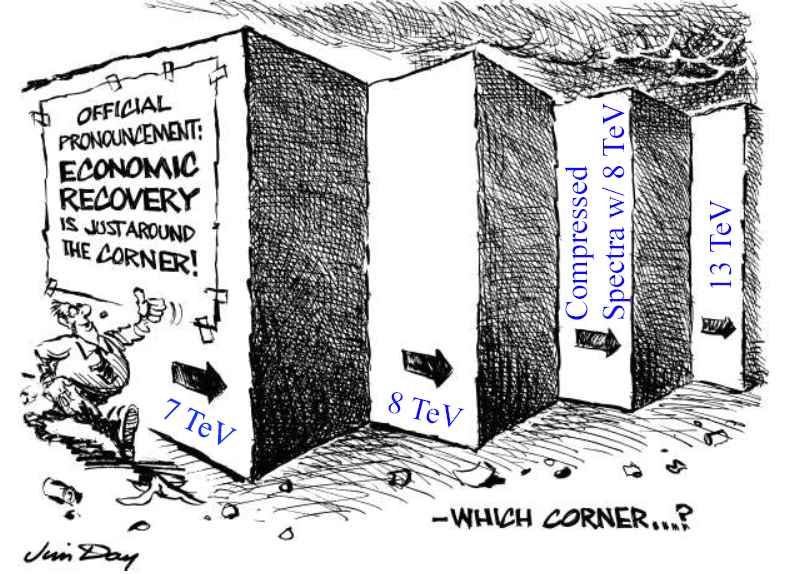 OFFICIAL
PRONOUNCEMENT:
ECONOMIC
RECOVERY
IS JUST AROUND
THE CORNER!
7 TeV
8 TeV
Compressed
Spectra w/ 8 TeV
13 TeV
-WHICH CORNER....?
Jim Day